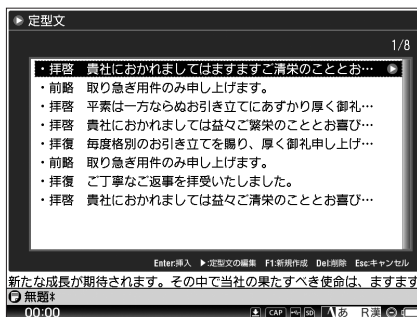 定型文
1/8
・拝啓 貴社におかれましてはますますご清栄のこととお…
・前略 取り急ぎ用件のみ申し上げます。
・拝啓 平素は一方ならぬお引き立てにあずかり厚く御礼…
・拝啓 貴社におかれましては益々ご繁栄のこととお喜び…
・拝復 毎度格別のお引き立てを賜り、厚く御礼申し上げ…
・前略 取り急ぎ用件のみ申し上げます。
・拝復 ご丁寧なご返事を拝受いたしました。
・拝啓 貴社におかれましては益々ご清栄のこととお喜び…
Enter:挿入 ▶:定型文の編集 F1:新規作成 Del:削除 Esc:キャンセル
新たな成長が期待されます。その中で当社の果たすべき使命は、ますます
無題*
00:00 CAP SD あ R漢